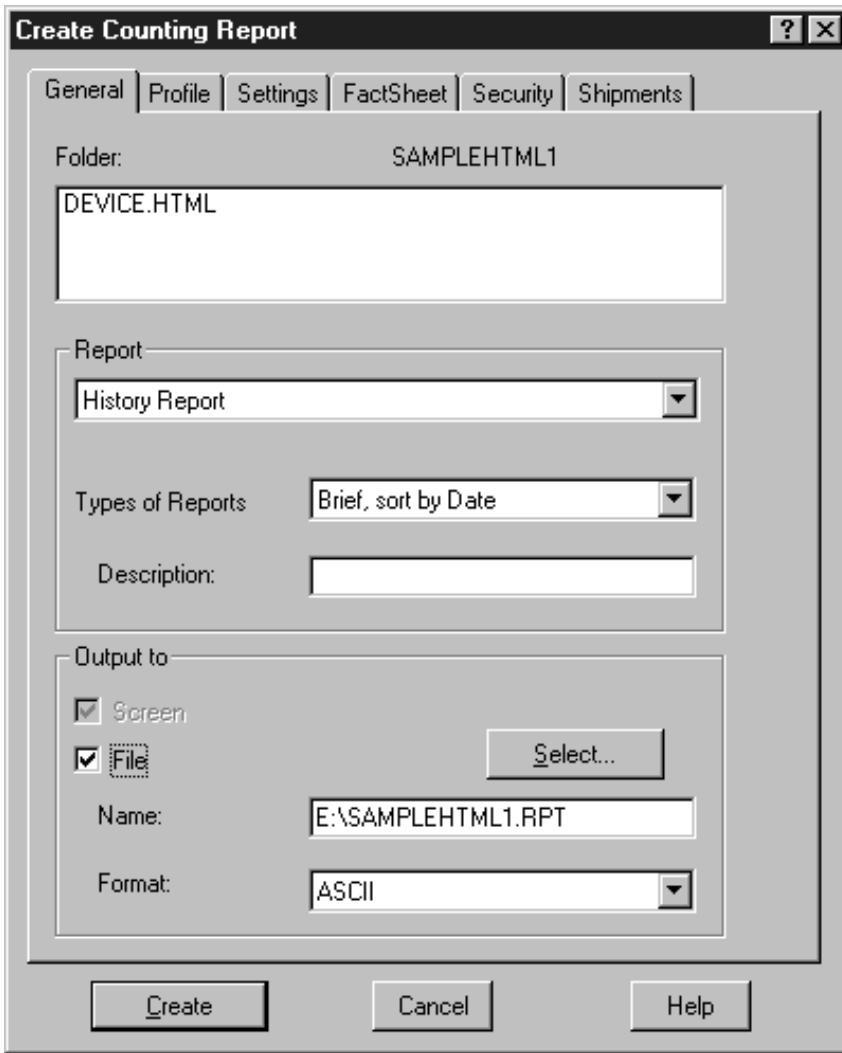 Create Counting Report
General Profile Settings FactSheet Security Shipments
Folder: SAMPLEHTML1
DEVICE.HTML
Report
History Report
Types of Reports Brief, sort by Date
Description:
Output to
Screen
File Select...
Name: E:\SAMPLEHTML1.RPT
Format: ASCII
Create Cancel Help